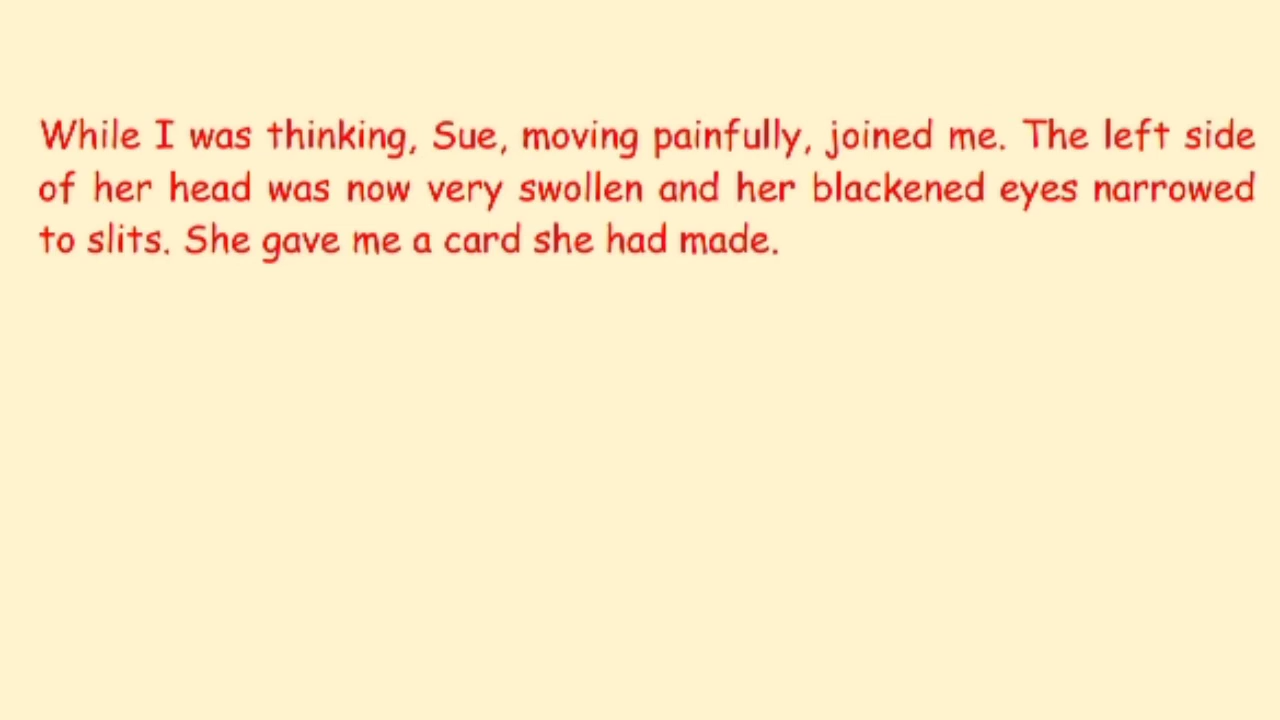 While I was thinking, Sue, moving painfully, joined me. The left side
of her head was now very swollen and her blackened eyes narrowed
to slits. She gave me a card she had made.